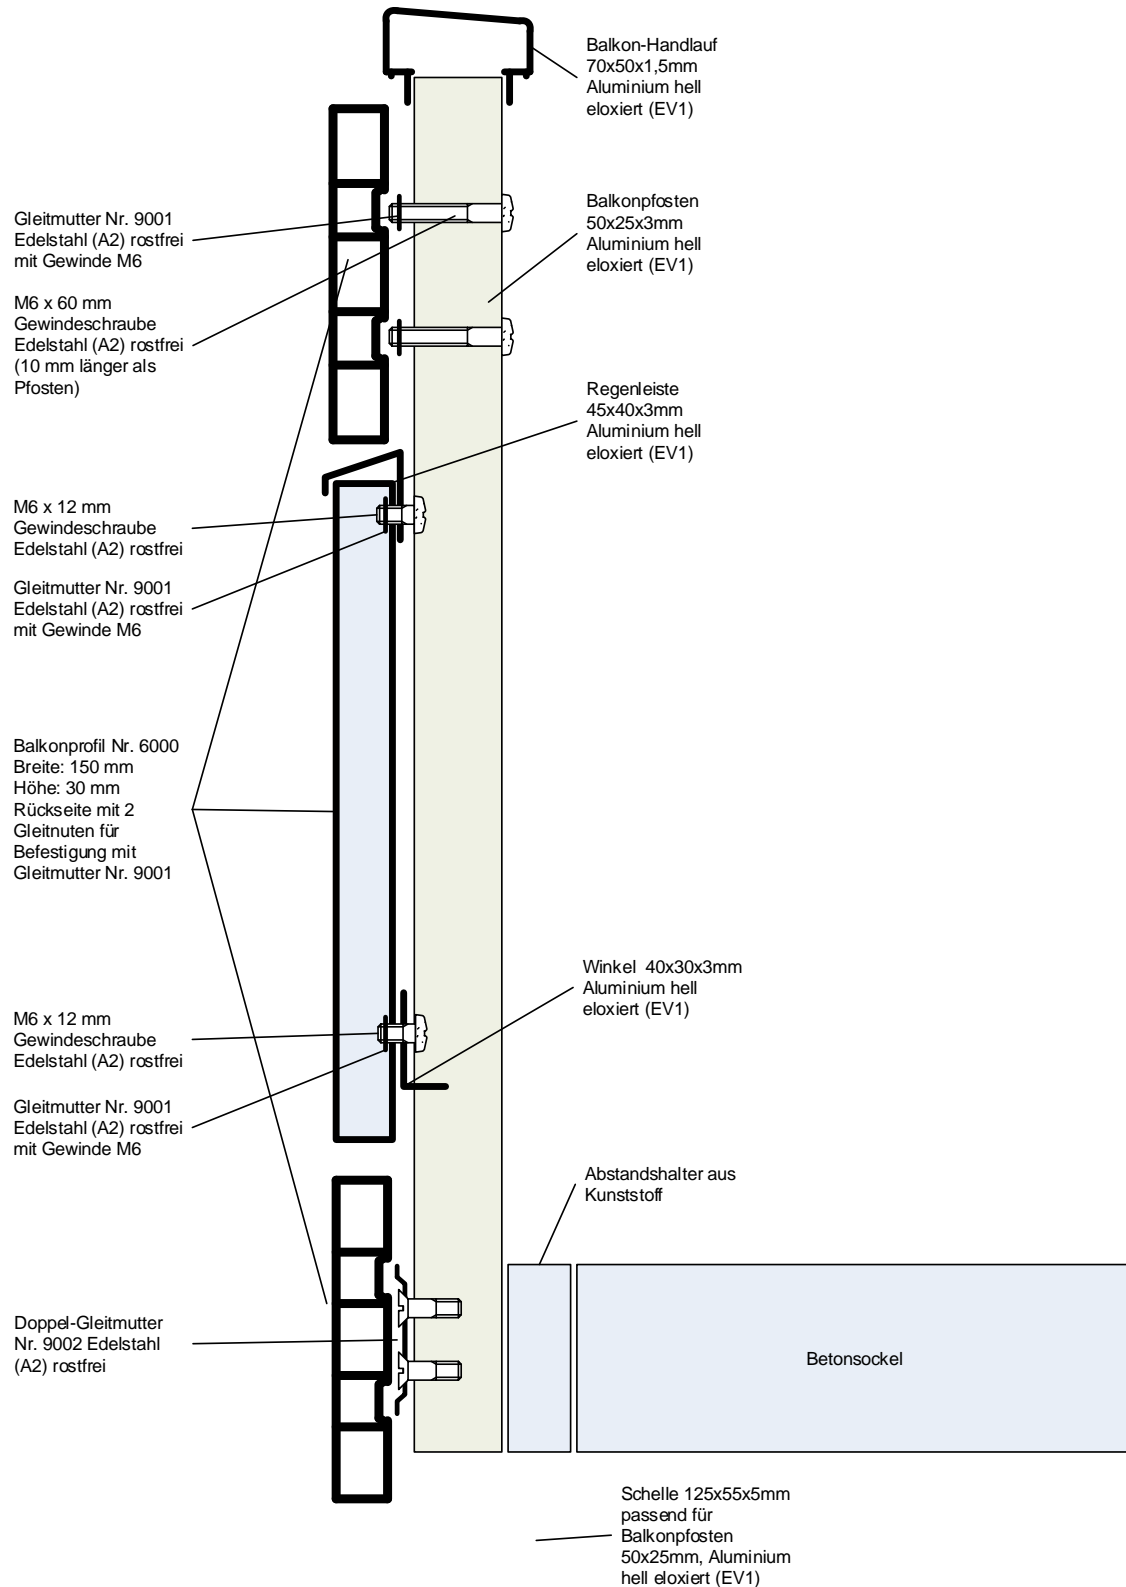 Balkon-Handlauf
70x50x1,5mm
Aluminium hell
eloxiert (EV1)
Gleitmutter Nr. 9001
Edelstahl (A2) rostfrei
mit Gewinde M6
Balkonpfosten
50x25x3mm
Aluminium hell
eloxiert (EV1)
M6 x 60 mm
Gewindeschraube
Edelstahl (A2) rostfrei
(10 mm länger als
Pfosten)
Regenleiste
45x40x3mm
Aluminium hell
eloxiert (EV1)
M6 x 12 mm
Gewindeschraube
Edelstahl (A2) rostfrei
Gleitmutter Nr. 9001
Edelstahl (A2) rostfrei
mit Gewinde M6
Balkonprofil Nr. 6000
Breite: 150 mm
Höhe: 30 mm
Rückseite mit 2
Gleitnuten für
Befestigung mit
Gleitmutter Nr. 9001
Winkel 40x30x3mm
Aluminium hell
eloxiert (EV1)
M6 x 12 mm
Gewindeschraube
Edelstahl (A2) rostfrei
Gleitmutter Nr. 9001
Edelstahl (A2) rostfrei
mit Gewinde M6
Abstandshalter aus
Kunststoff
Doppel-Gleitmutter
Nr. 9002 Edelstahl
(A2) rostfrei
Betonsockel
Schelle 125x55x5mm
passend für
Balkonpfosten
50x25mm, Aluminium
hell eloxiert (EV1)